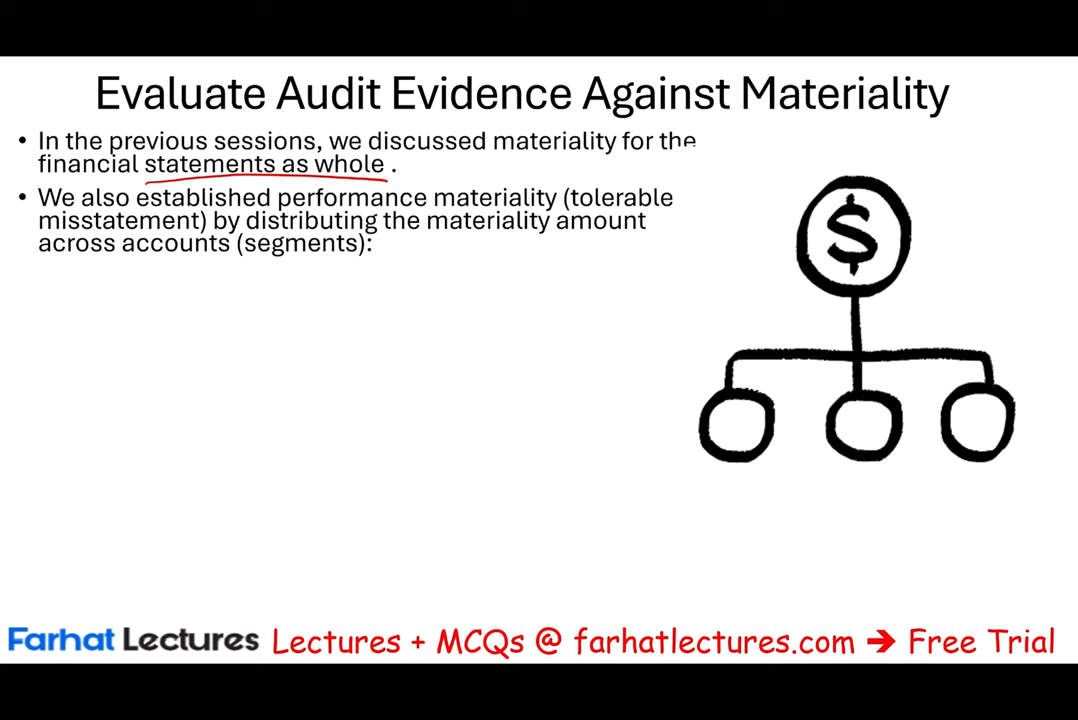 Evaluate Audit Evidence Against Materiality
• In the previous sessions, we discussed materiality for the
financial statements as whole .
• We also established performance materiality (tolerable
misstatement) by distributing the materiality amount
across accounts (segments):
$
Farhat Lectures Lectures + MCQs @ farhatlectures.com → Free Trial